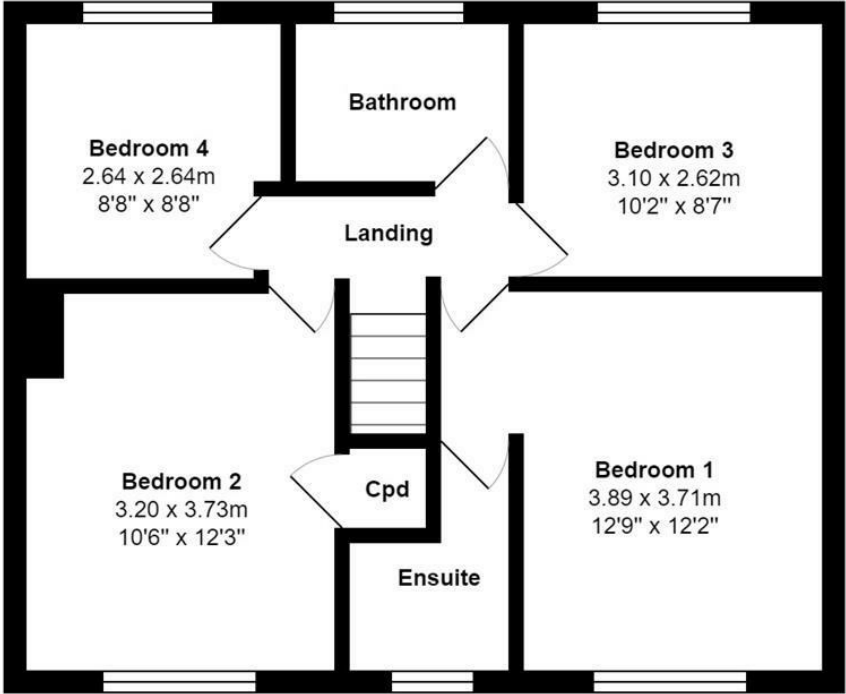 Bathroom
Bedroom 4
2.64 x 2.64m
8'8" x 8'8"
Bedroom 3
3.10 x 2.62m
10'2" x 8'7"
Landing
Bedroom 2
3.20 x 3.73m
10'6" x 12'3"
Cpd
Bedroom 1
3.89 x 3.71m
12'9" x 12'2"
Ensuite